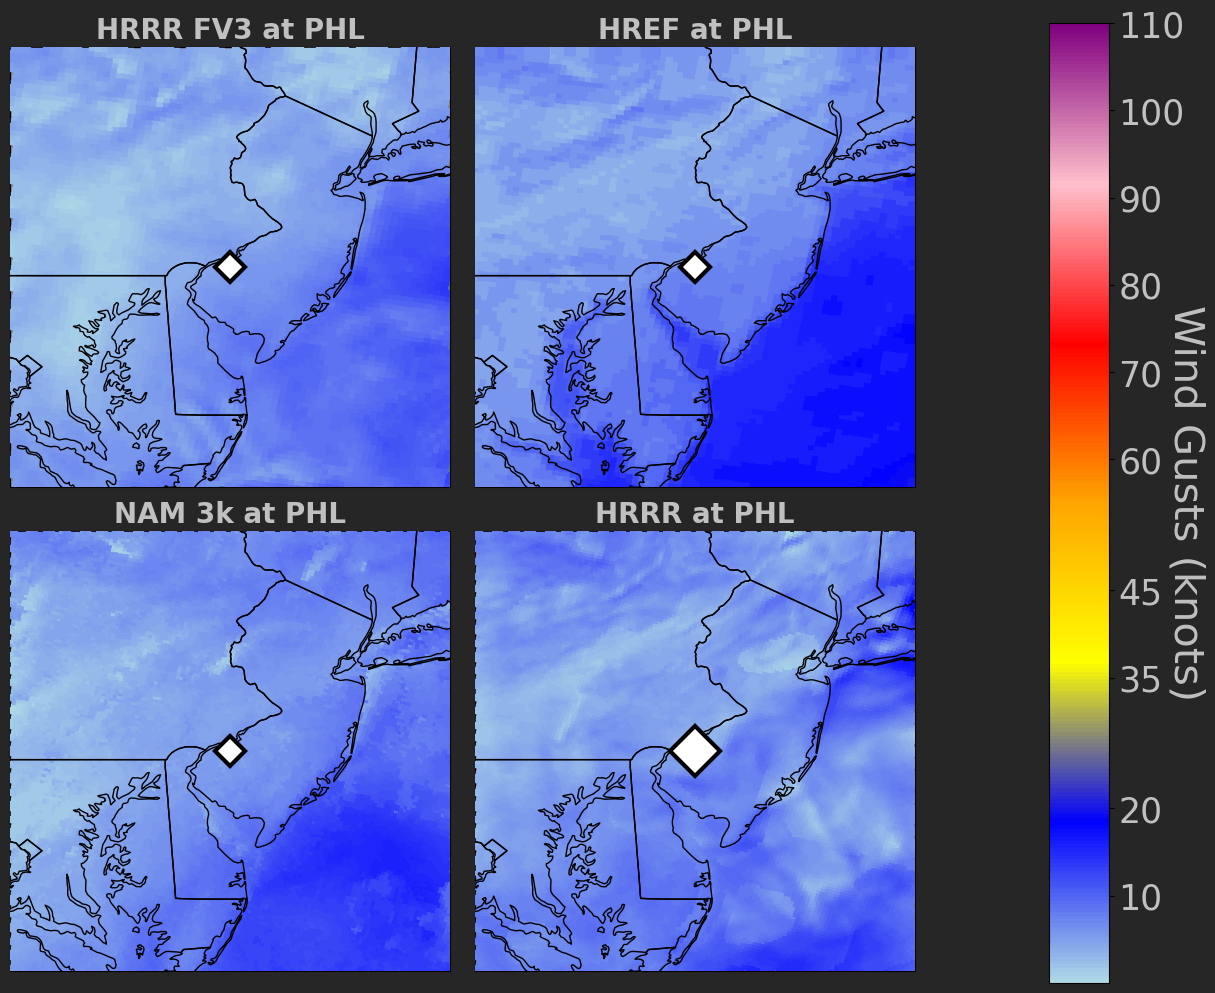 HRRR FV3 at PHL
HREF at PHL
NAM 3k at PHL
HRRR at PHL
110
100
90
80
70
60
45
35
20
10
Wind Gusts (knots)